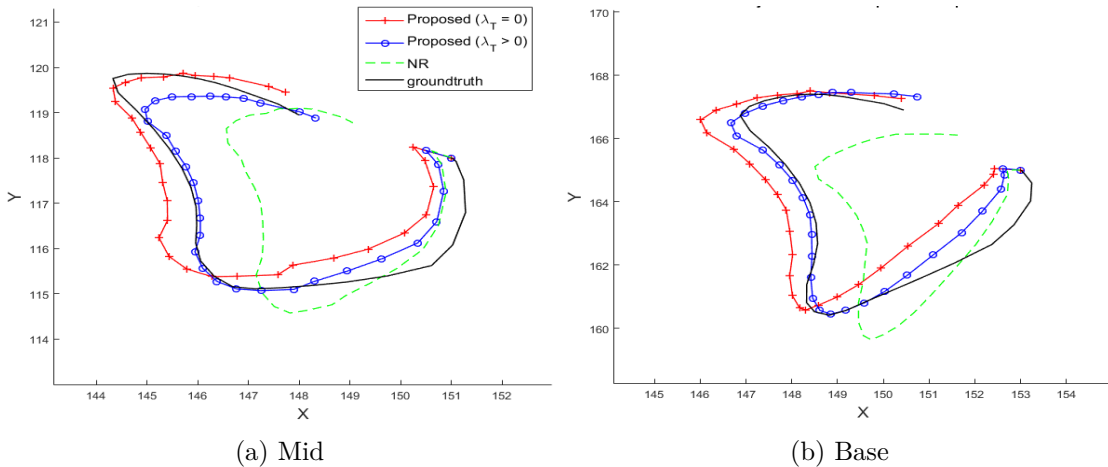 Proposed (λ_T = 0)
Proposed (λ_T > 0)
NR
groundtruth
121
120
119
118
117
116
115
114
Y
144 145 146 147 148 149 150 151 152
X
(a) Mid
170
168
166
164
162
160
Y
145 146 147 148 149 150 151 152 153 154
X
(b) Base